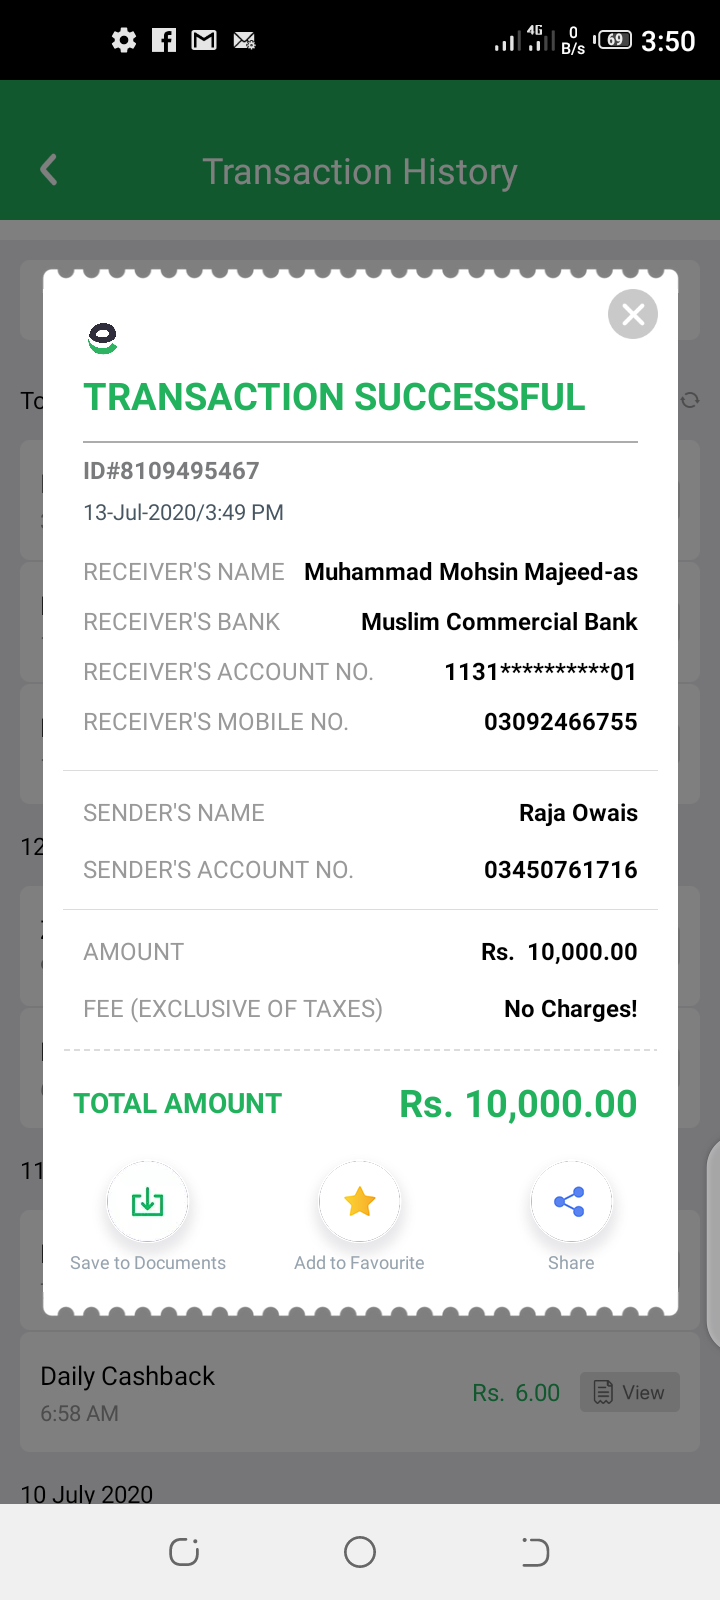 4G 0 B/s 69 3:50
Transaction History
TRANSACTION SUCCESSFUL
ID#8109495467
13-Jul-2020/3:49 PM
RECEIVER'S NAME Muhammad Mohsin Majeed-as
RECEIVER'S BANK Muslim Commercial Bank
RECEIVER'S ACCOUNT NO. 1131**********01
RECEIVER'S MOBILE NO. 03092466755
SENDER'S NAME Raja Owais
SENDER'S ACCOUNT NO. 03450761716
AMOUNT Rs. 10,000.00
FEE (EXCLUSIVE OF TAXES) No Charges!
TOTAL AMOUNT Rs. 10,000.00
Save to Documents Add to Favourite Share
Daily Cashback
Rs. 6.00 View
6:58 AM
10 July 2020